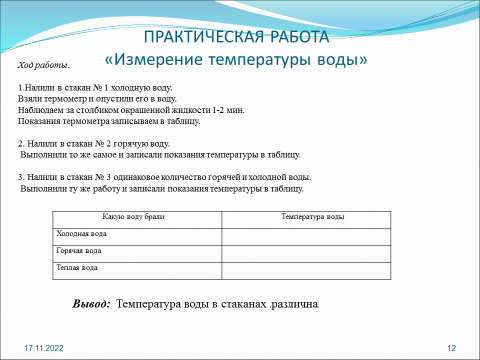 ПРАКТИЧЕСКАЯ РАБОТА
«Измерение температуры воды»
Ход работы.
1.Налили в стакан № 1 холодную воду.
Взяли термометр и опустили его в воду.
Наблюдаем за столбиком окрашенной жидкости 1-2 мин.
Показания термометра записываем в таблицу.
2. Налили в стакан № 2 горячую воду.
Выполнили то же самое и записали показания температуры в таблицу.
3. Налили в стакан № 3 одинаковое количество горячей и холодной воды.
Выполнили ту же работу и записали показания температуры в таблицу.
Какую воду брали Температура воды
Холодная вода
Горячая вода
Теплая вода
Вывод: Температура воды в стаканах .различна
17.11.2022 12